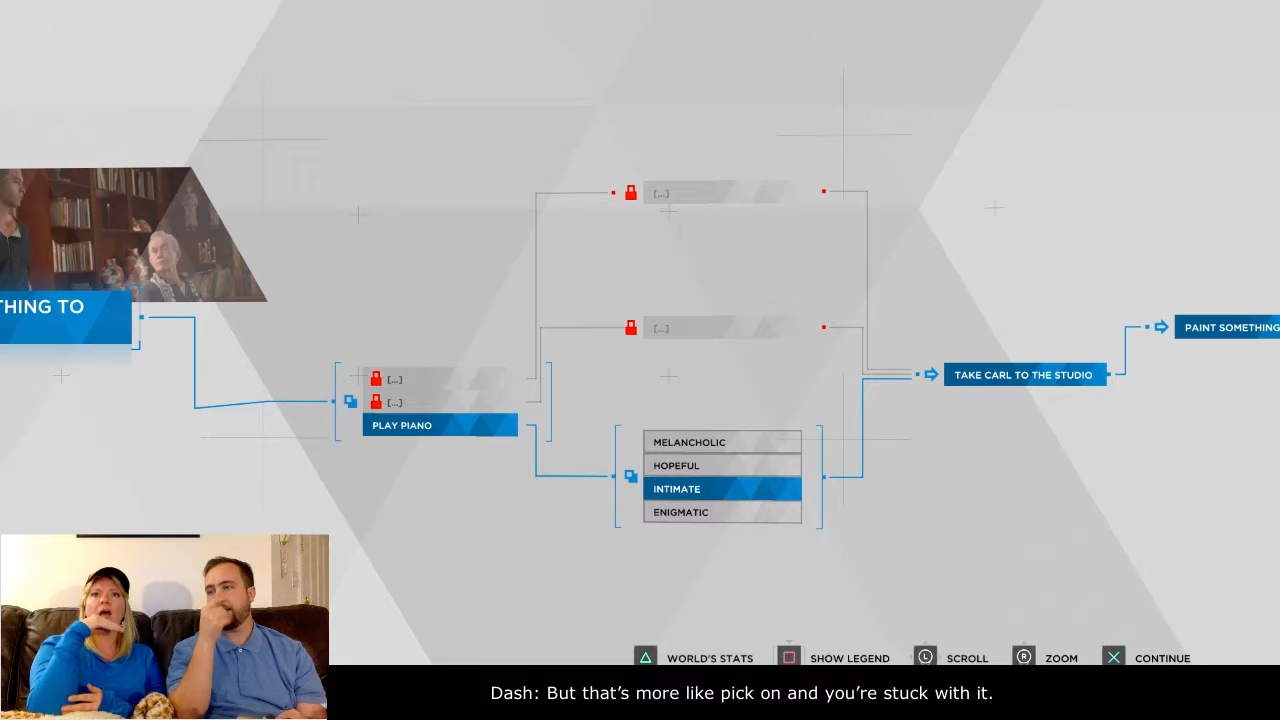 [...]
THING TO
[...]
[...]
[...]
PLAY PIANO
MELANCHOLIC
HOPEFUL
INTIMATE
ENIGMATIC
TAKE CARL TO THE STUDIO
PAINT SOMETHING
WORLD'S STATS
SHOW LEGEND
L SCROLL
R ZOOM
CONTINUE
Dash: But that’s more like pick on and you’re stuck with it.